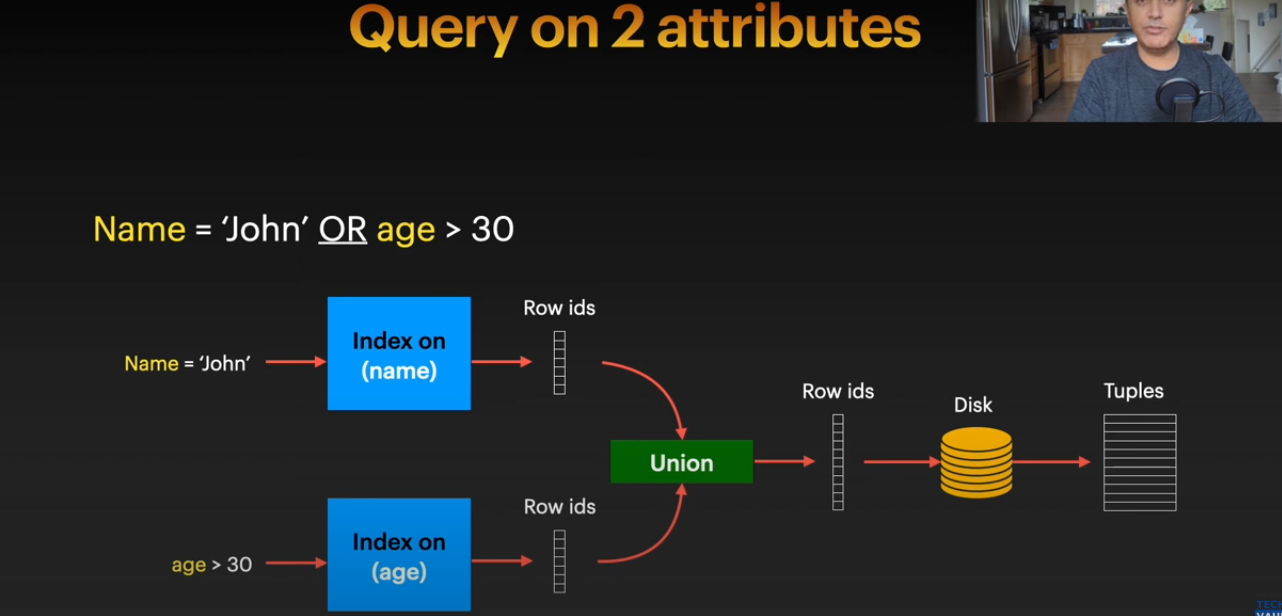 Query on 2 attributes
Name = ‘John’ OR age > 30
Name = ‘John’
Index on
(name)
Row ids
age > 30
Index on
(age)
Row ids
Union
Row ids
Disk
Tuples
TECH